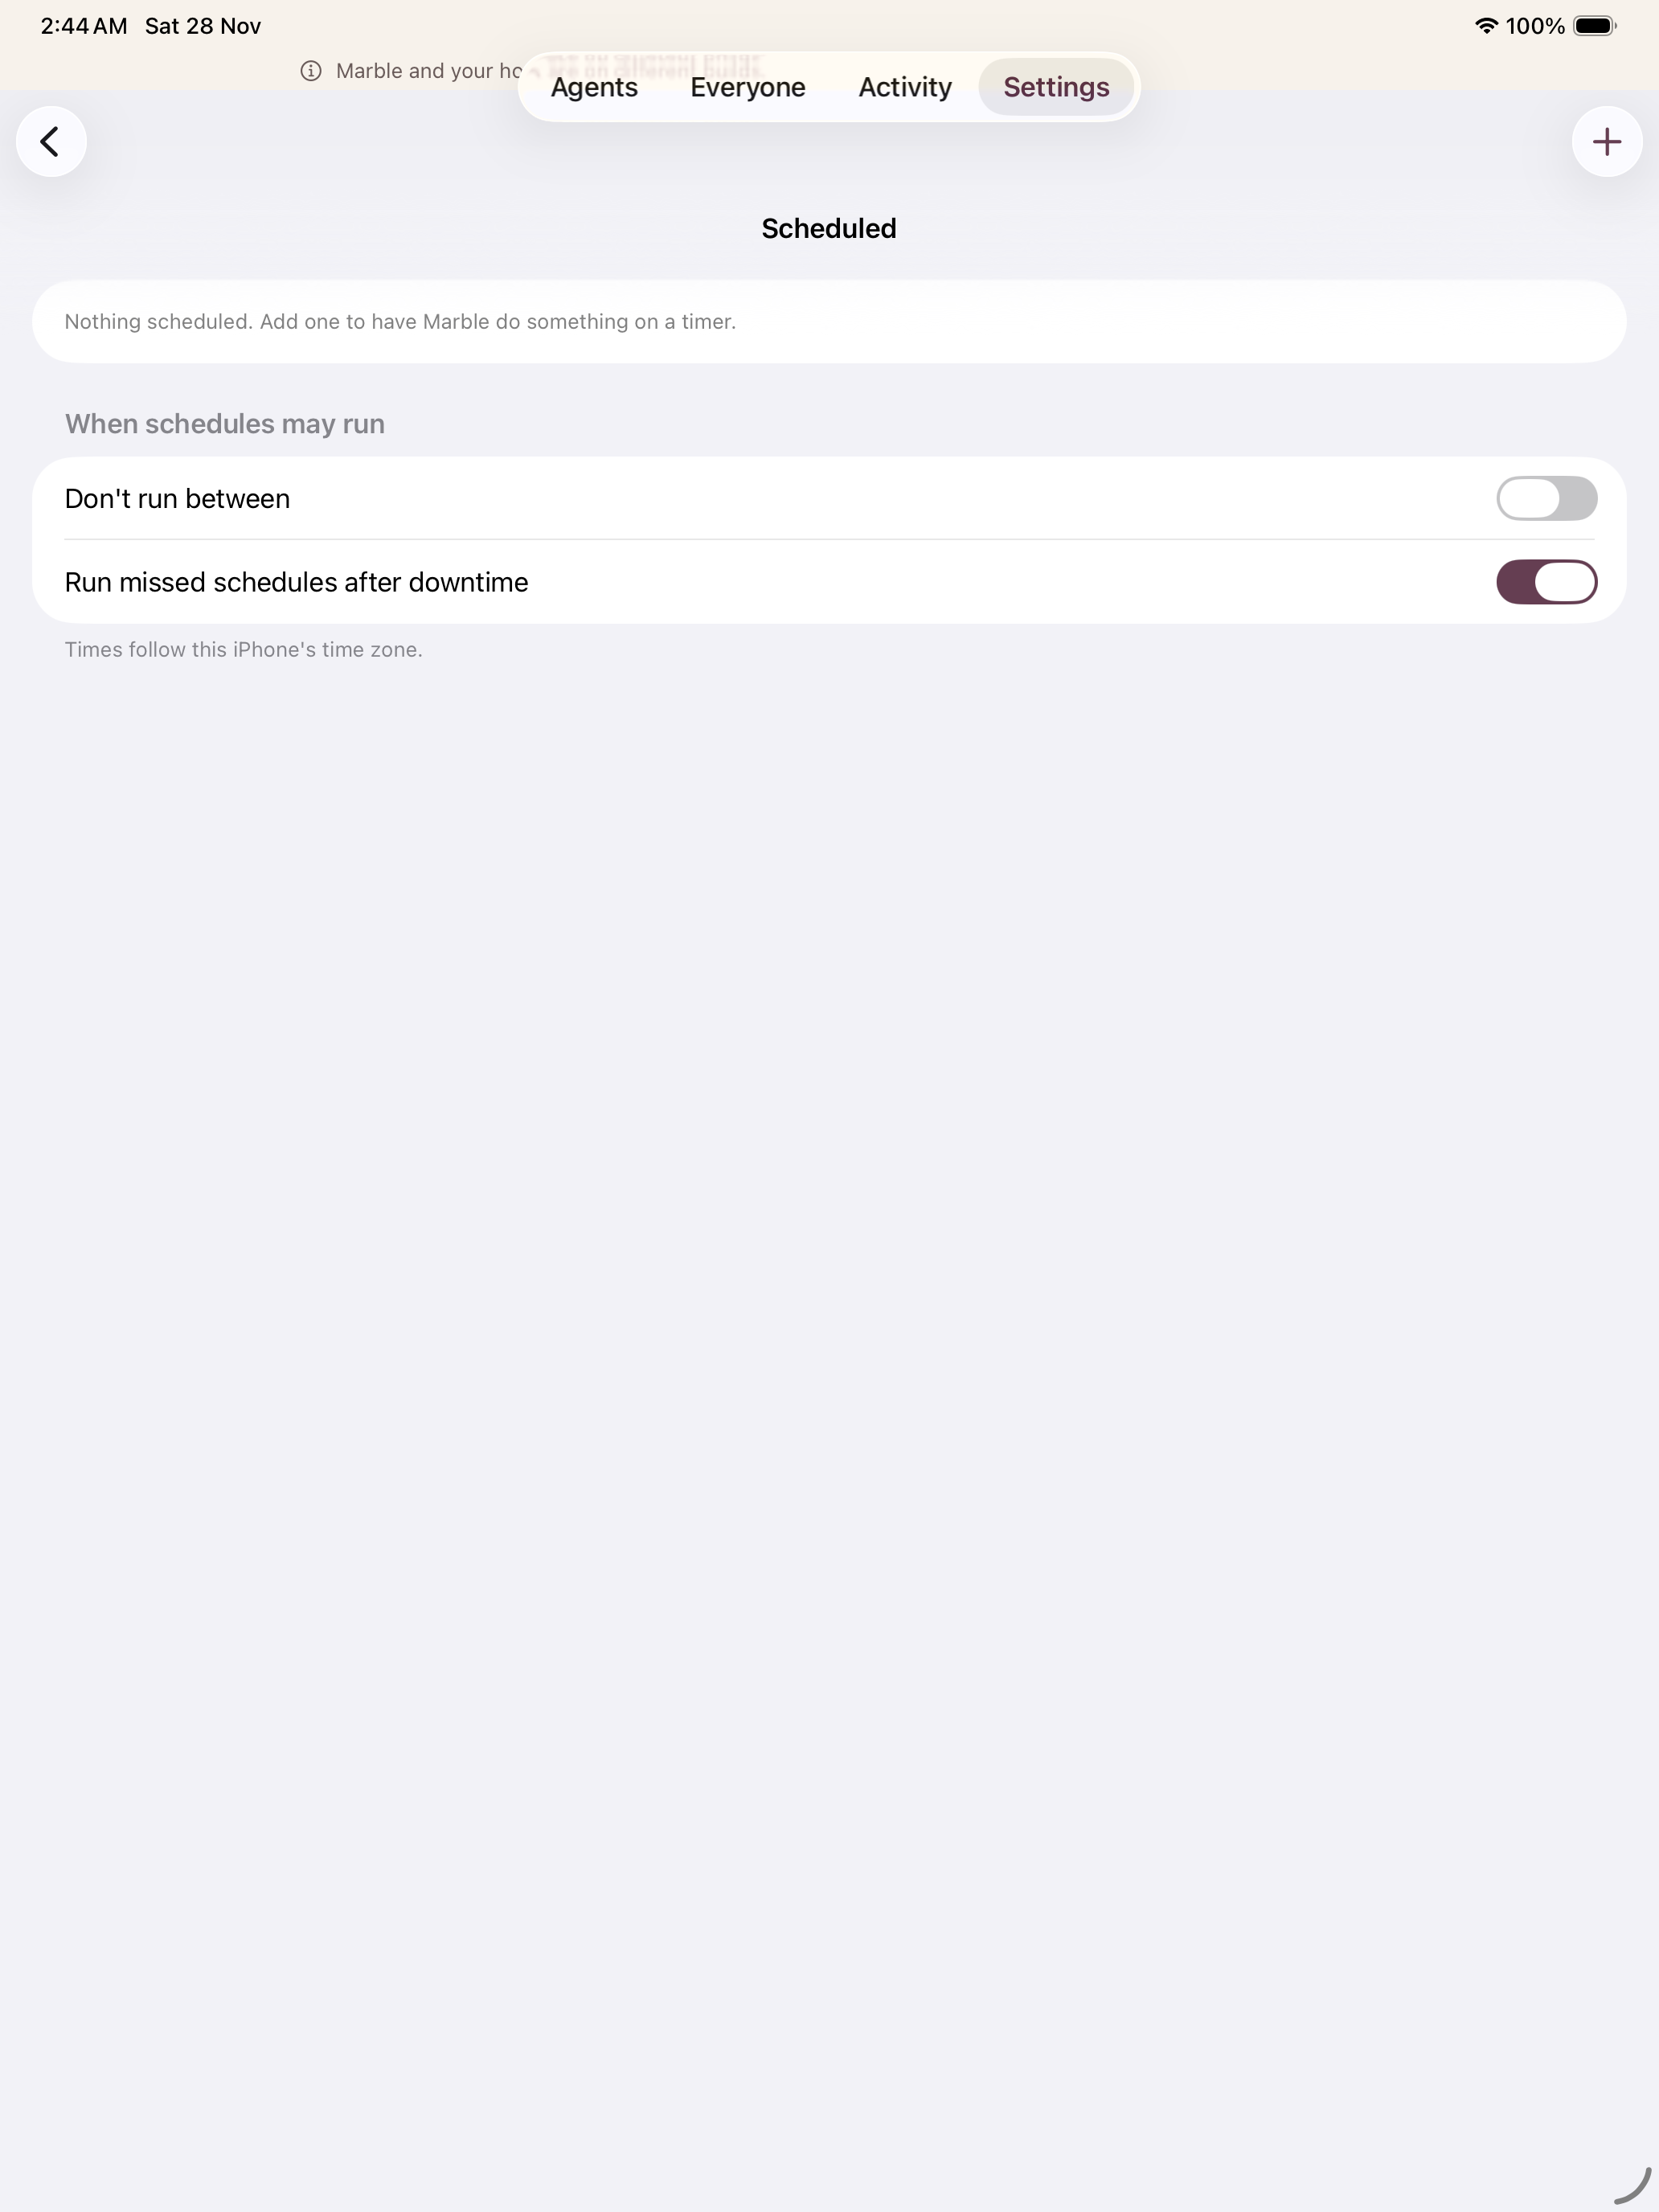 2:44 AM Sat 28 Nov
100%
Marble and your ho
Agents Everyone Activity Settings
Scheduled
Nothing scheduled. Add one to have Marble do something on a timer.
When schedules may run
Don't run between
Run missed schedules after downtime
Times follow this iPhone's time zone.